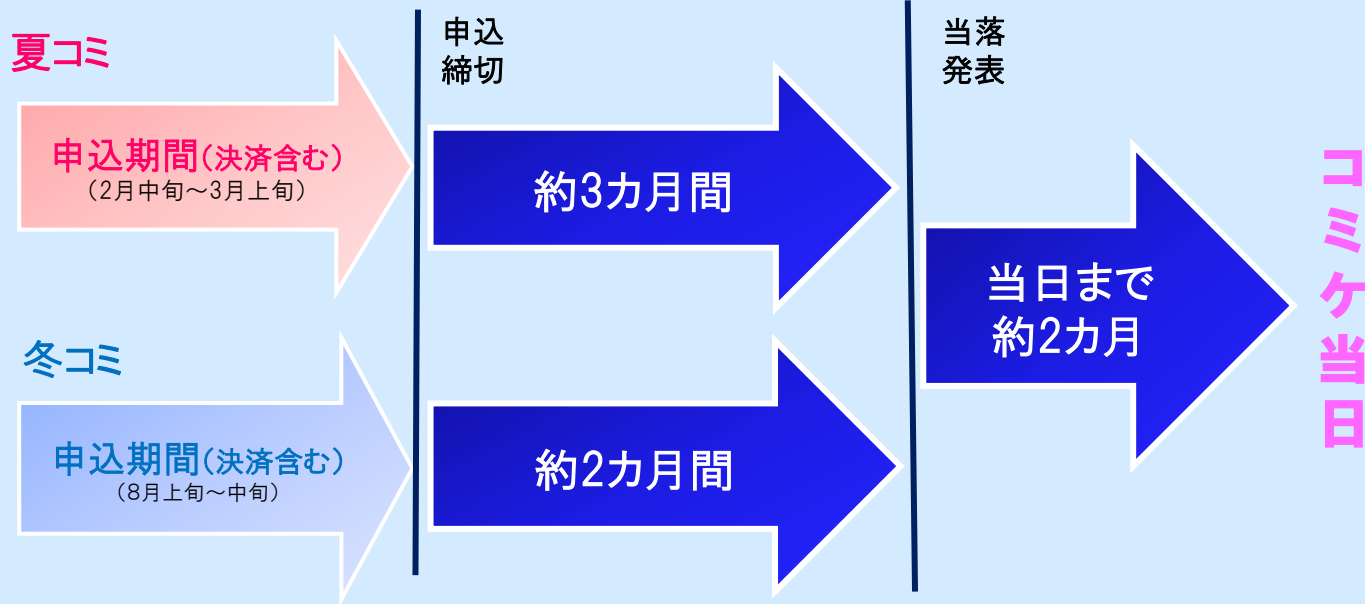 夏コミ
申込期間(決済含む)
(2月中旬～3月上旬)
申込
締切
約3カ月間
当落
発表
当日まで
約2カ月
コミケ当日
冬コミ
申込期間(決済含む)
(8月上旬～中旬)
約2カ月間